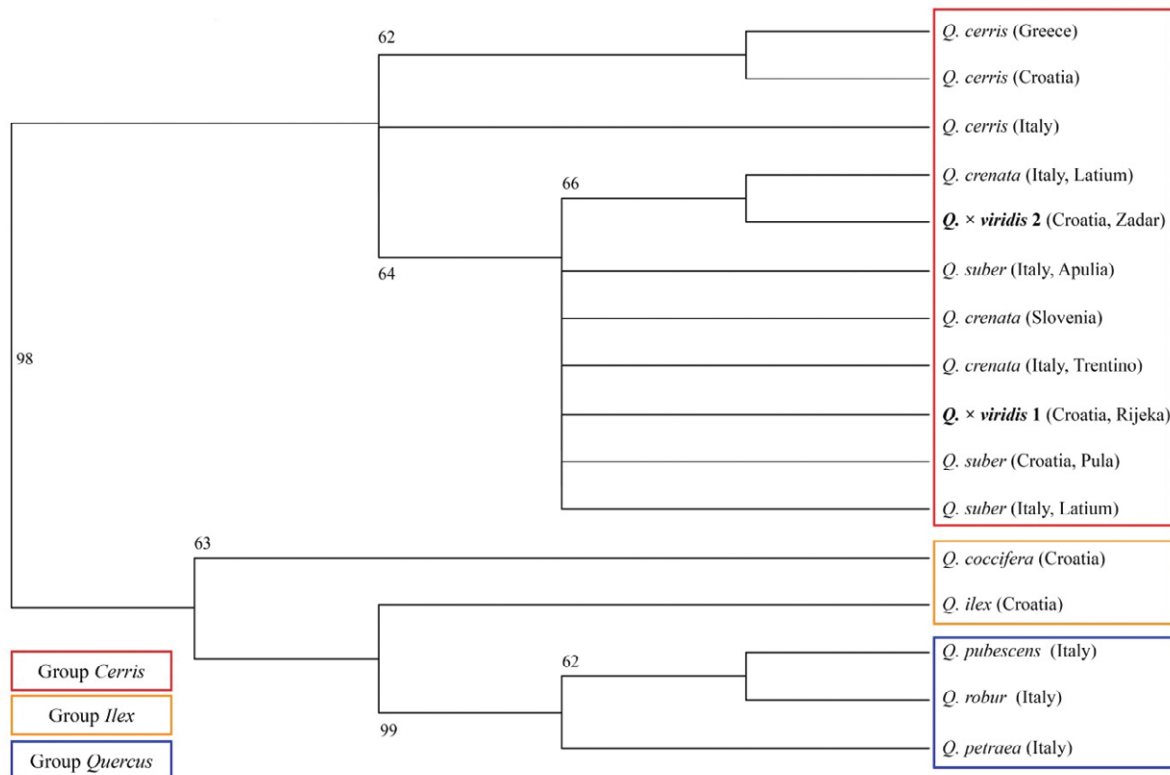 62
Q. cerris (Greece)
Q. cerris (Croatia)
Q. cerris (Italy)
66
Q. crenata (Italy, Latium)
Q. × viridis 2 (Croatia, Zadar)
64
Q. suber (Italy, Apulia)
Q. crenata (Slovenia)
98
Q. crenata (Italy, Trentino)
Q. × viridis 1 (Croatia, Rijeka)
Q. suber (Croatia, Pula)
Q. suber (Italy, Latium)
63
Q. coccifera (Croatia)
Q. ilex (Croatia)
62
Q. pubescens (Italy)
Q. robur (Italy)
99
Q. petraea (Italy)
Group Cerris
Group Ilex
Group Quercus